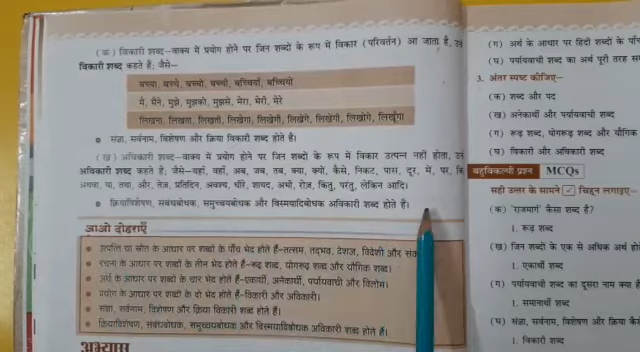 (क) विकारी शब्द–वाक्य में प्रयोग होने पर जिन शब्दों के रूप में विकार (परिवर्तन) आ जाता है,
विकारी शब्द कहते हैं; जैसे–
बच्चा, बच्चे, बच्चों, बच्ची, बच्चियाँ, बच्चियों
मैं, मैंने, मुझे, मुझको, मुझसे, मेरा, मेरी, मेरे
लिखना, लिखता, लिखती, लिखेगा, लिखेगी, लिखेंगे, लिखेंगी, लिखोगे, लिखूँगा
संज्ञा, सर्वनाम, विशेषण और क्रिया विकारी शब्द होते हैं।
(ख) अविकारी शब्द–वाक्य में प्रयोग होने पर जिन शब्दों के रूप में विकार उत्पन्न नहीं होता,
अविकारी शब्द कहते हैं; जैसे–यहाँ, वहाँ, अब, जब, तब, क्या, क्यों, कैसे, निकट, पास, दूर, में, पर,
अथवा, या, तथा, और, तेज, प्रतिदिन, अवश्य, धीरे, शायद, अभी, रोज़, किंतु, परंतु, लेकिन आदि।
क्रियाविशेषण, संबंधबोधक, समुच्चयबोधक और विस्मयादिबोधक अविकारी शब्द होते हैं।
आओ दोहराएँ
उत्पत्ति या स्रोत के आधार पर शब्दों के पाँच भेद होते हैं–तत्सम, तद्भव, देशज, विदेशी और
रचना के आधार पर शब्दों के तीन भेद होते हैं–रूढ़ शब्द, योगरूढ़ शब्द और यौगिक शब्द।
अर्थ के आधार पर शब्दों के चार भेद होते हैं–एकार्थी, अनेकार्थी, पर्यायवाची और विलोम।
प्रयोग के आधार पर शब्दों के दो भेद होते हैं–विकारी और अविकारी।
संज्ञा, सर्वनाम, विशेषण और क्रिया विकारी शब्द होते हैं।
क्रियाविशेषण, संबंधबोधक, समुच्चयबोधक और विस्मयादिबोधक अविकारी शब्द होते हैं।
अभ्यास
(ग) अर्थ के आधार पर हिंदी शब्दों के
(घ) पर्यायवाची शब्द का अर्थ पूरी तरह
3. अंतर स्पष्ट कीजिए–
(क) शब्द और पद
(ख) अनेकार्थी और पर्यायवाची शब्द
(ग) रूढ़ शब्द, योगरूढ़ शब्द और यौगिक
(घ) विकारी और अविकारी शब्द
बहुविकल्पी प्रश्न MCQs
सही उत्तर के सामने ✓ चिह्न लगाइए–
(क) 'राजमार्ग' कैसा शब्द है?
1. रूढ़ शब्द
(ख) जिन शब्दों के एक से अधिक अर्थ
1. एकार्थी शब्द
(ग) पर्यायवाची शब्द का दूसरा नाम क्या
1. समानार्थी शब्द
(घ) संज्ञा, सर्वनाम, विशेषण और क्रिया
1. विकारी शब्द